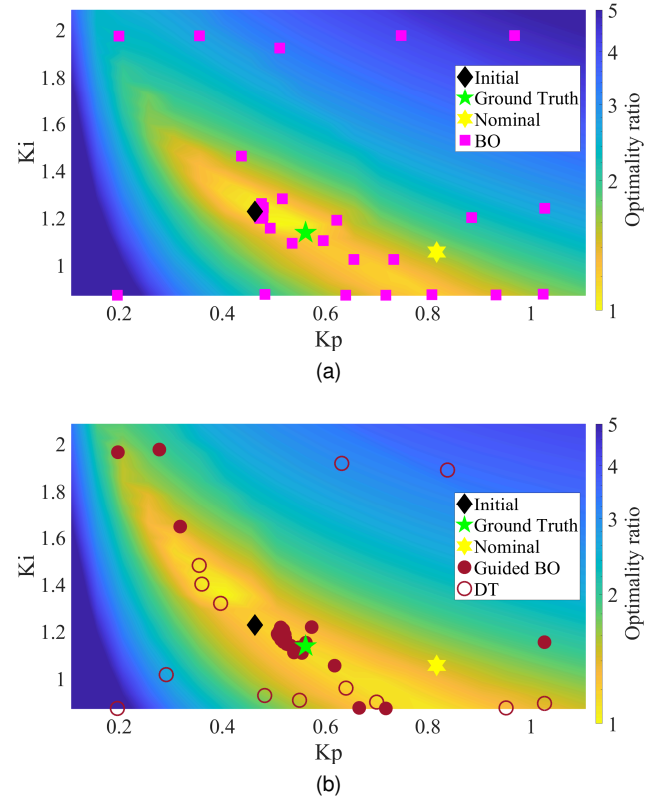 2
5
1.8
Initial
4
Ground Truth
1.6
Nominal
3
BO
Ki
1.4
Optimality ratio
2
1.2
1
1
0.2
0.4
0.6
0.8
1
Kp
(a)
2
5
1.8
Initial
4
Ground Truth
1.6
Nominal
3
Guided BO
DT
Ki
1.4
Optimality ratio
2
1.2
1
1
0.2
0.4
0.6
0.8
1
Kp
(b)